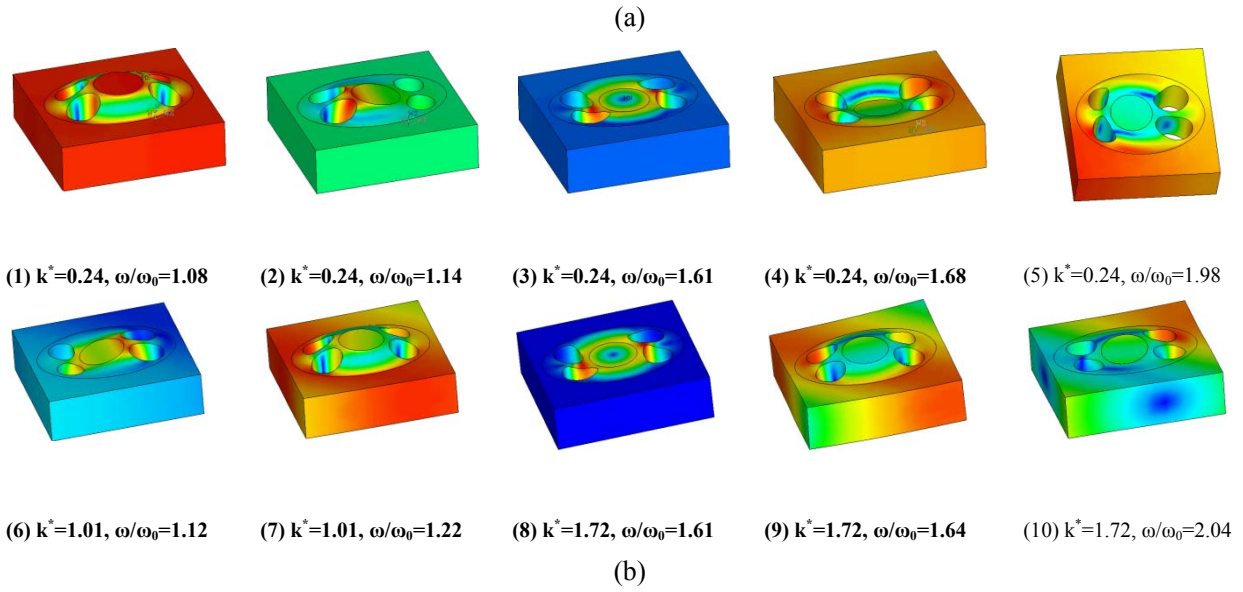 (a)
(1) k*=0.24, ω/ω₀=1.08 (2) k*=0.24, ω/ω₀=1.14 (3) k*=0.24, ω/ω₀=1.61 (4) k*=0.24, ω/ω₀=1.68 (5) k*=0.24, ω/ω₀=1.98
(6) k*=1.01, ω/ω₀=1.12 (7) k*=1.01, ω/ω₀=1.22 (8) k*=1.72, ω/ω₀=1.61 (9) k*=1.72, ω/ω₀=1.64 (10) k*=1.72, ω/ω₀=2.04
(b)